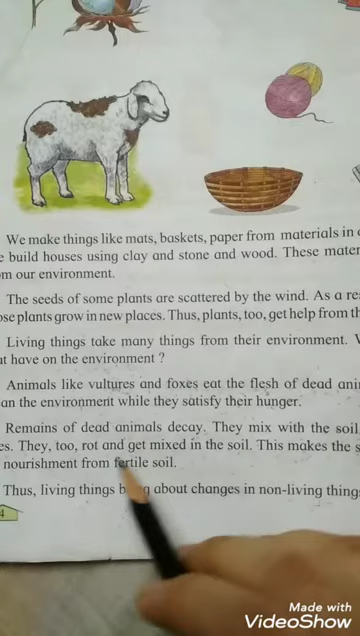 We make things like mats, baskets, paper from materials in
build houses using clay and stone and wood. These mater
m our environment.
The seeds of some plants are scattered by the wind. As a re
se plants grow in new places. Thus, plants, too, get help from th
Living things take many things from their environment.
t have on the environment ?
Animals like vultures and foxes eat the flesh of dead ani
an the environment while they satisfy their hunger.
Remains of dead animals decay. They mix with the soil
es. They, too, rot and get mixed in the soil. This makes the s
nourishment from fertile soil.
Thus, living things about changes in non-living thing
4
Made with
VideoShow